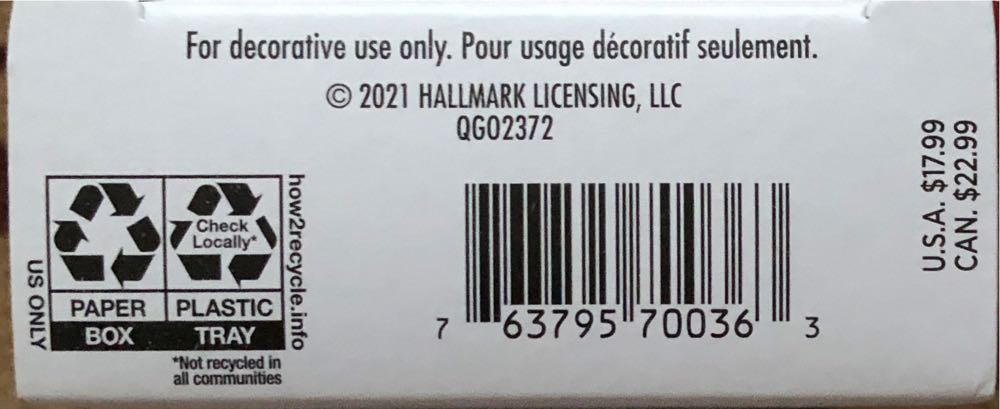 For decorative use only. Pour usage décoratif seulement.
© 2021 HALLMARK LICENSING, LLC
QGO2372
U.S.A. $17.99
CAN. $22.99
US ONLY
Check
Locally*
PAPER PLASTIC
BOX TRAY
how2recycle.info
*Not recycled in
all communities
7 63795 70036 3